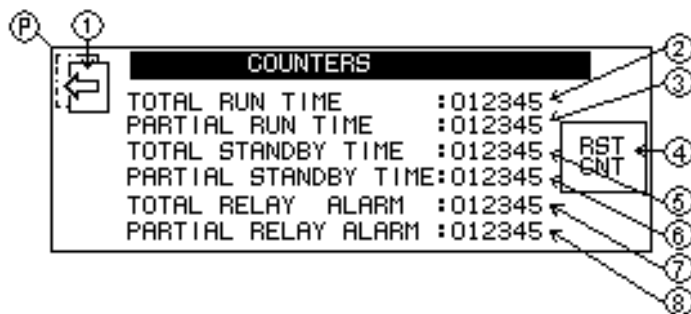 P 1
COUNTERS
2
3
TOTAL RUN TIME :012345
PARTIAL RUN TIME :012345
TOTAL STANDBY TIME :012345
PARTIAL STANDBY TIME:012345
TOTAL RELAY ALARM :012345
PARTIAL RELAY ALARM :012345
RST
CNT
4
5
6
7
8